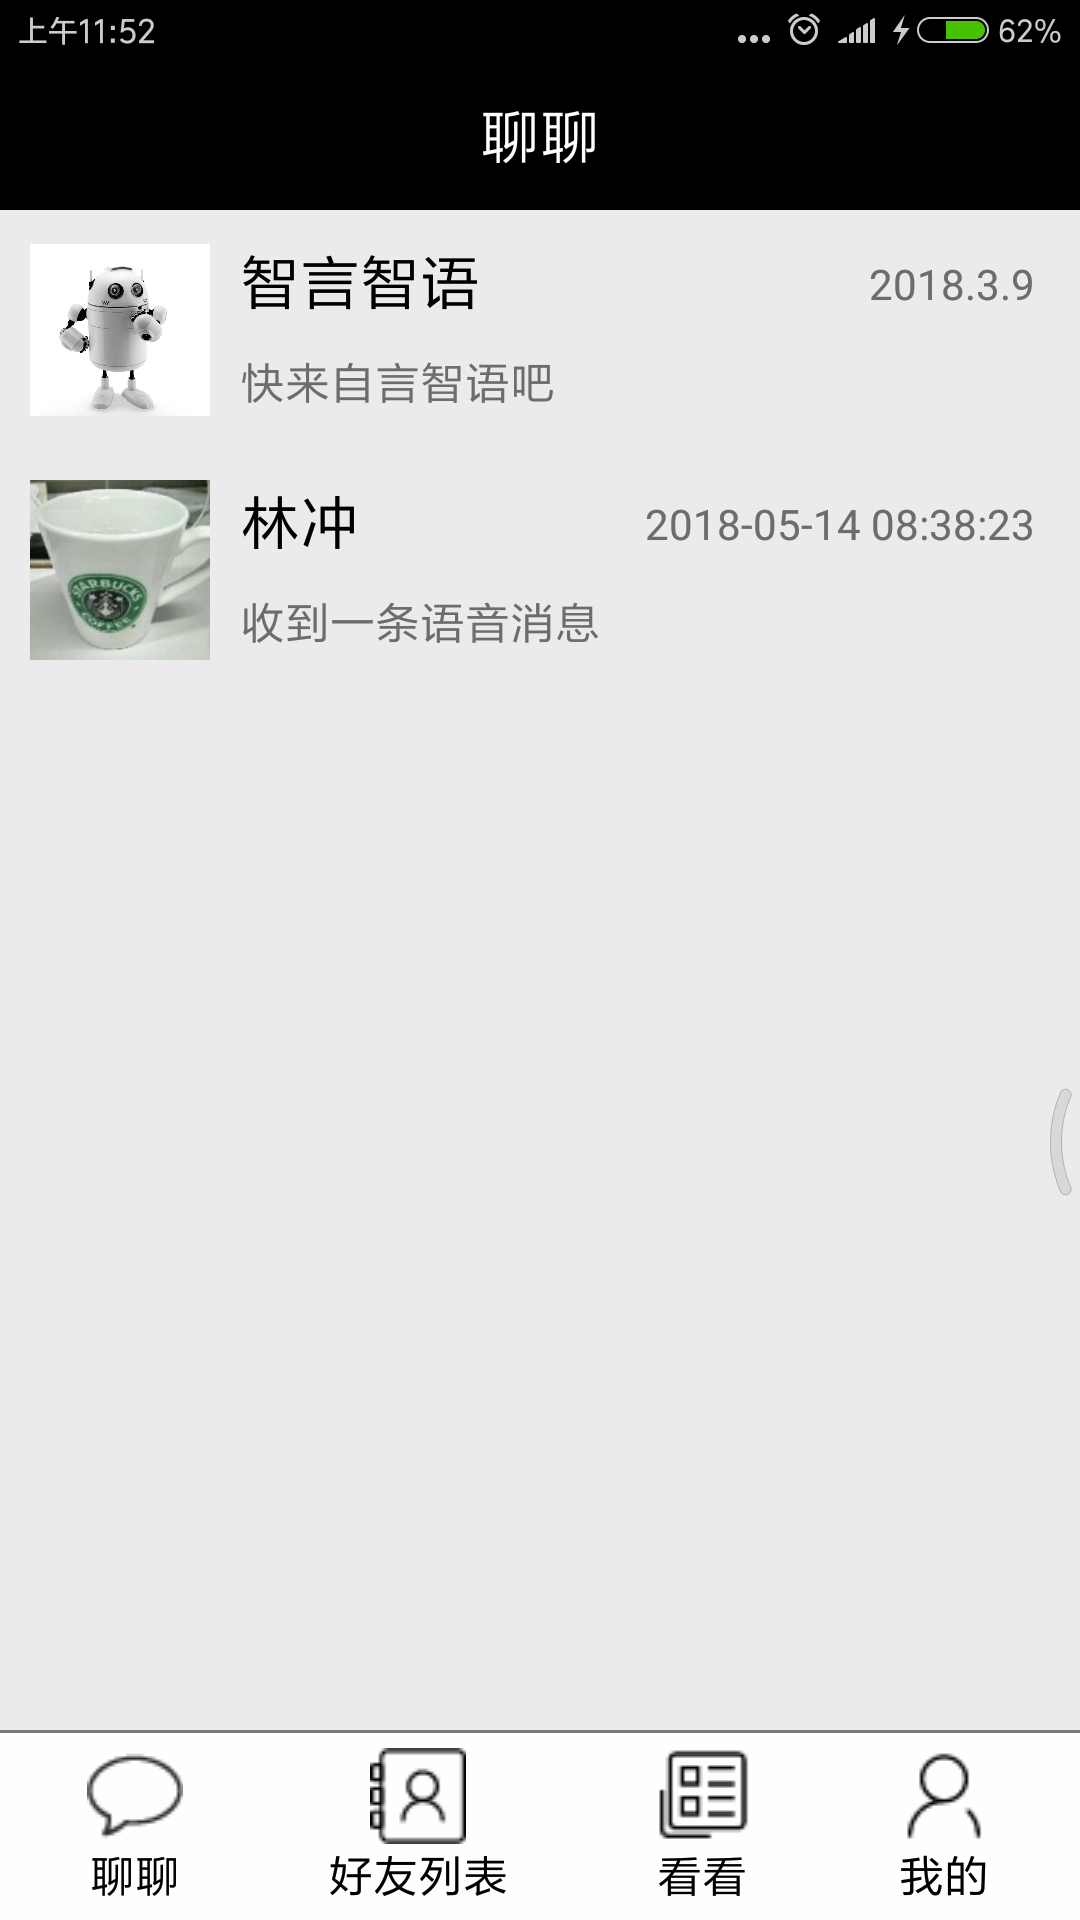 上午11:52 62%
聊聊
智言智语 2018.3.9
快来自言智语吧
林冲 2018-05-14 08:38:23
STARBUCKS
COFFEE
收到一条语音消息
聊聊 好友列表 看看 我的